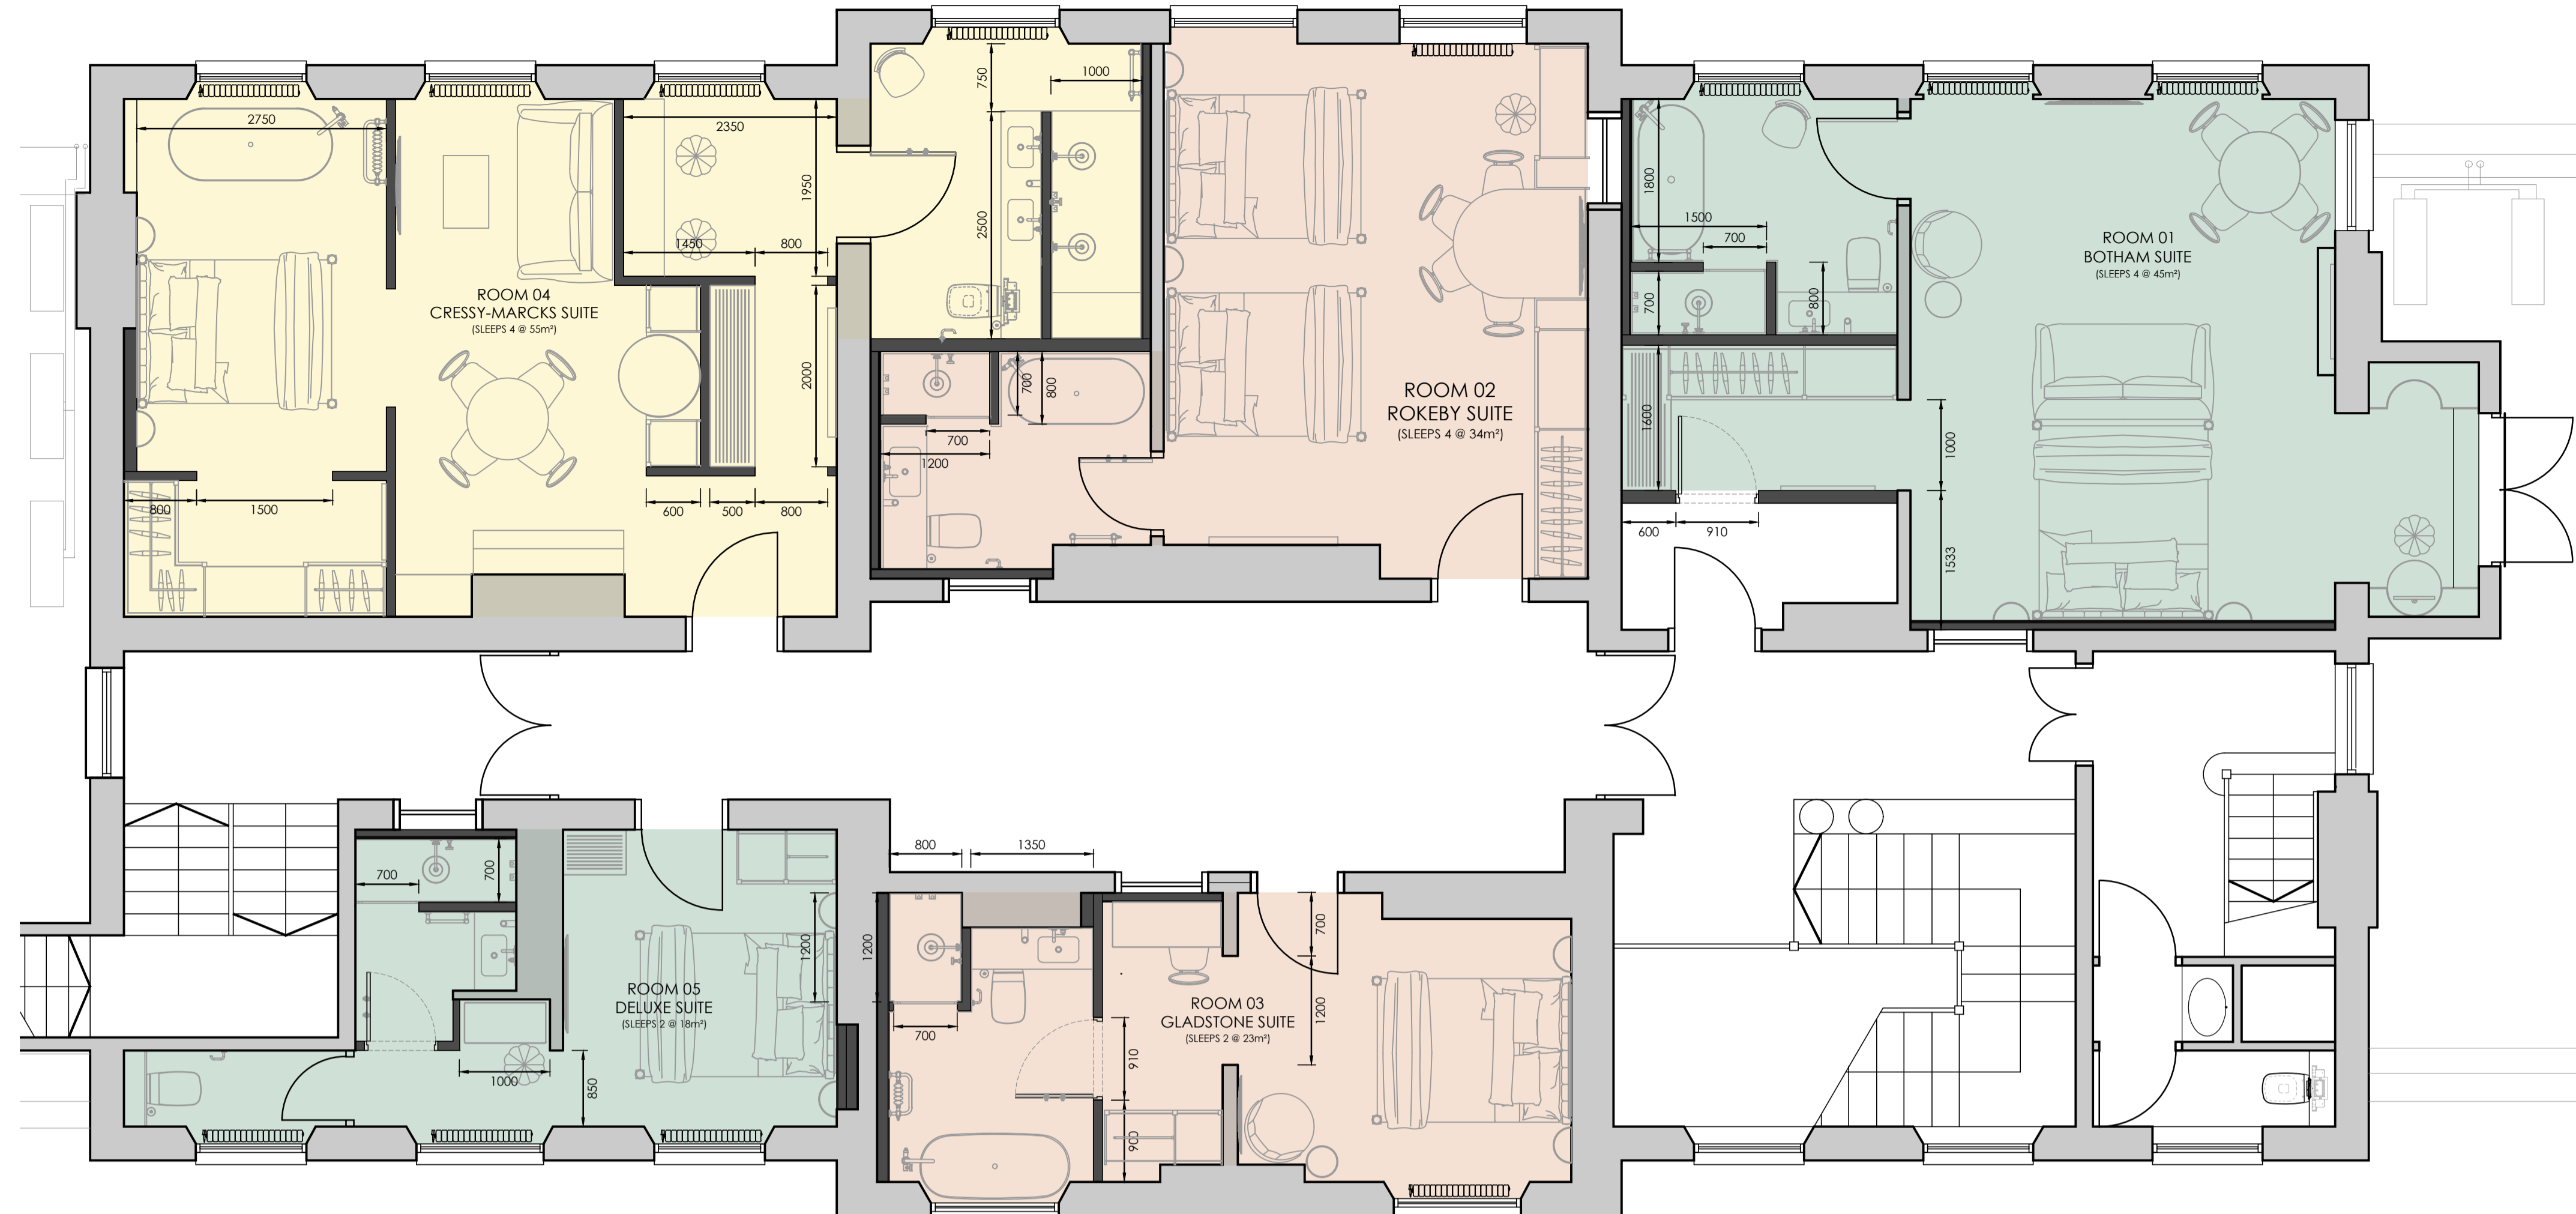 2750
2350
1950
1450
800
ROOM 04
CRESSY-MARCKS SUITE
(SLEEPS 4 @ 55m²)
2000
800
1500
600
500
800
750
1000
2500
700
800
700
1200
ROOM 02
ROKEBY SUITE
(SLEEPS 4 @ 34m²)
1800
1500
700
700
800
1600
1000
1533
600
910
ROOM 01
BOTHAM SUITE
(SLEEPS 4 @ 45m²)
700
700
1200
ROOM 05
DELUXE SUITE
(SLEEPS 2 @ 18m²)
1000
850
800
1350
1200
700
700
1200
ROOM 03
GLADSTONE SUITE
(SLEEPS 2 @ 23m²)
910
900